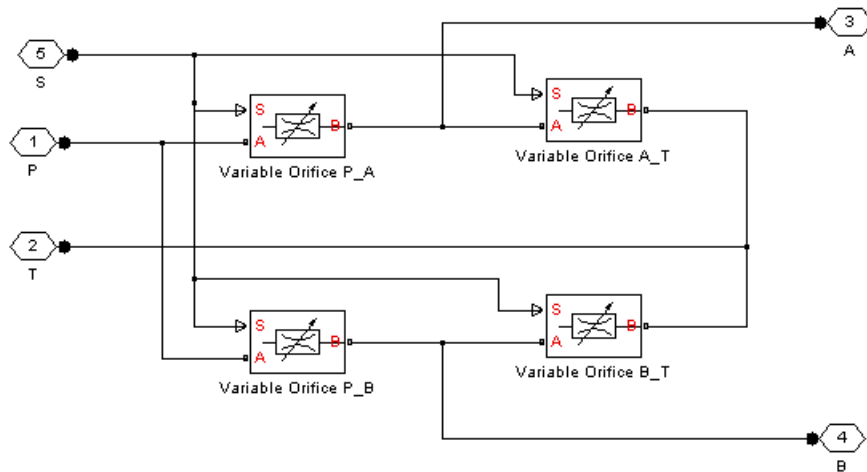 5
S
1
P
2
T
3
A
S
A
B
Variable Orifice P_A
S
A
B
Variable Orifice A_T
S
A
B
Variable Orifice P_B
S
A
B
Variable Orifice B_T
4
B